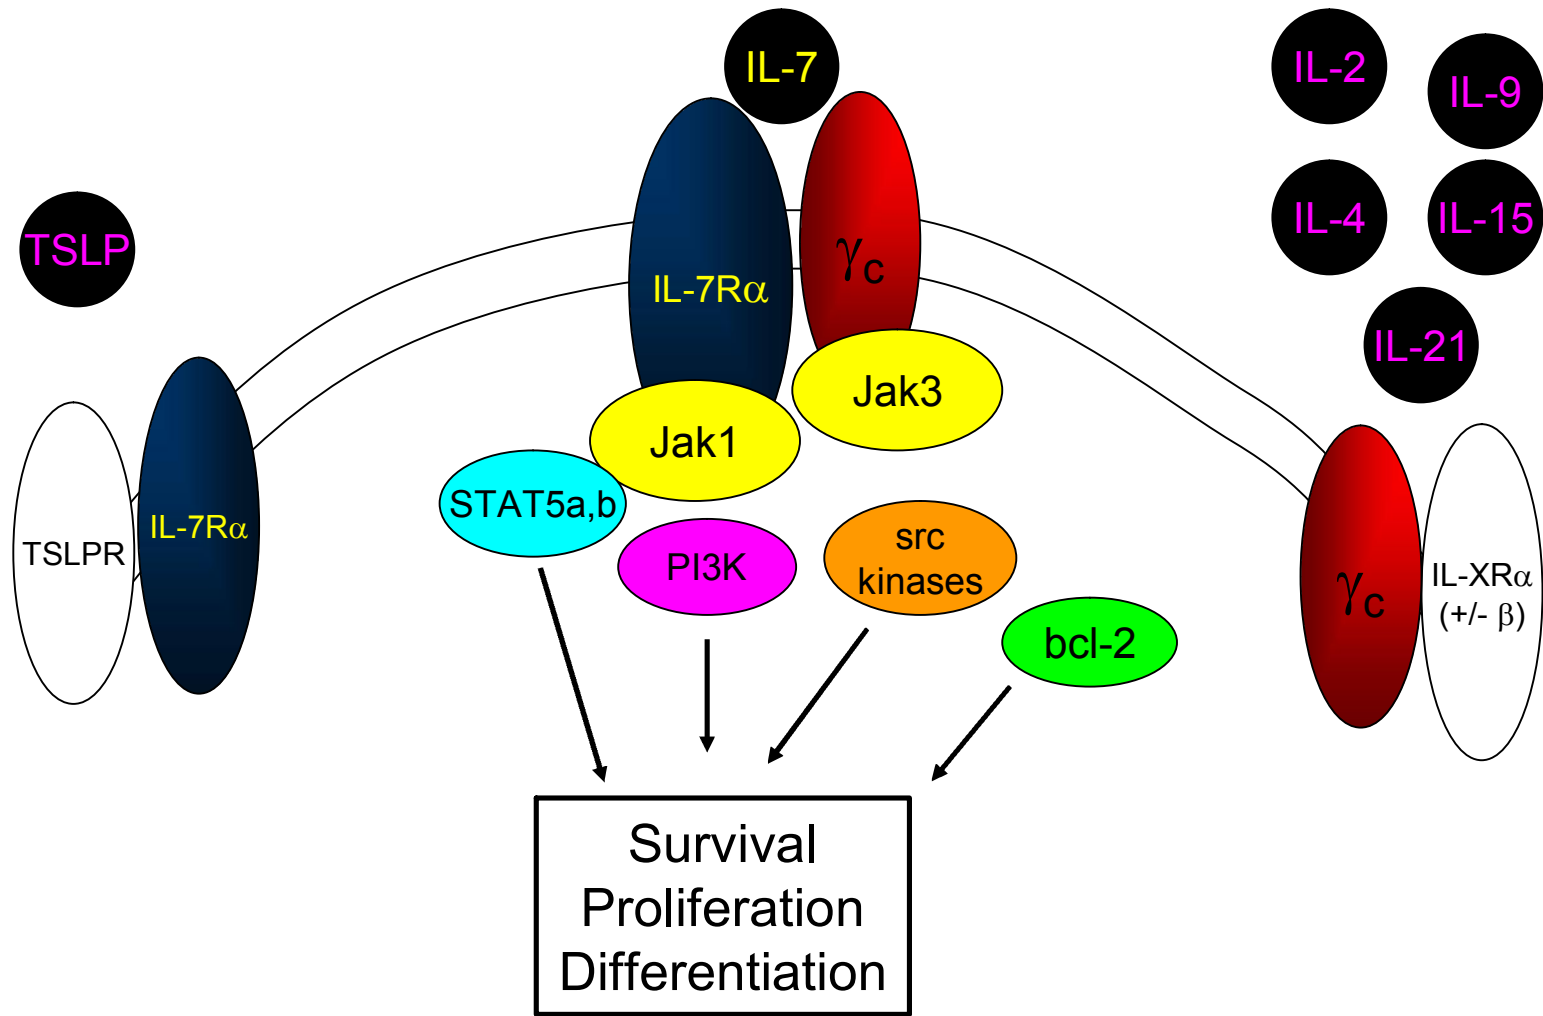 IL-7
IL-2
IL-9
IL-4
IL-15
TSLP
IL-21
IL-7Rα
γc
Jak3
Jak1
STAT5a,b
PI3K
src
kinases
bcl-2
TSLPR
IL-7Rα
γc
IL-XRα
(+/- β)
Survival
Proliferation
Differentiation